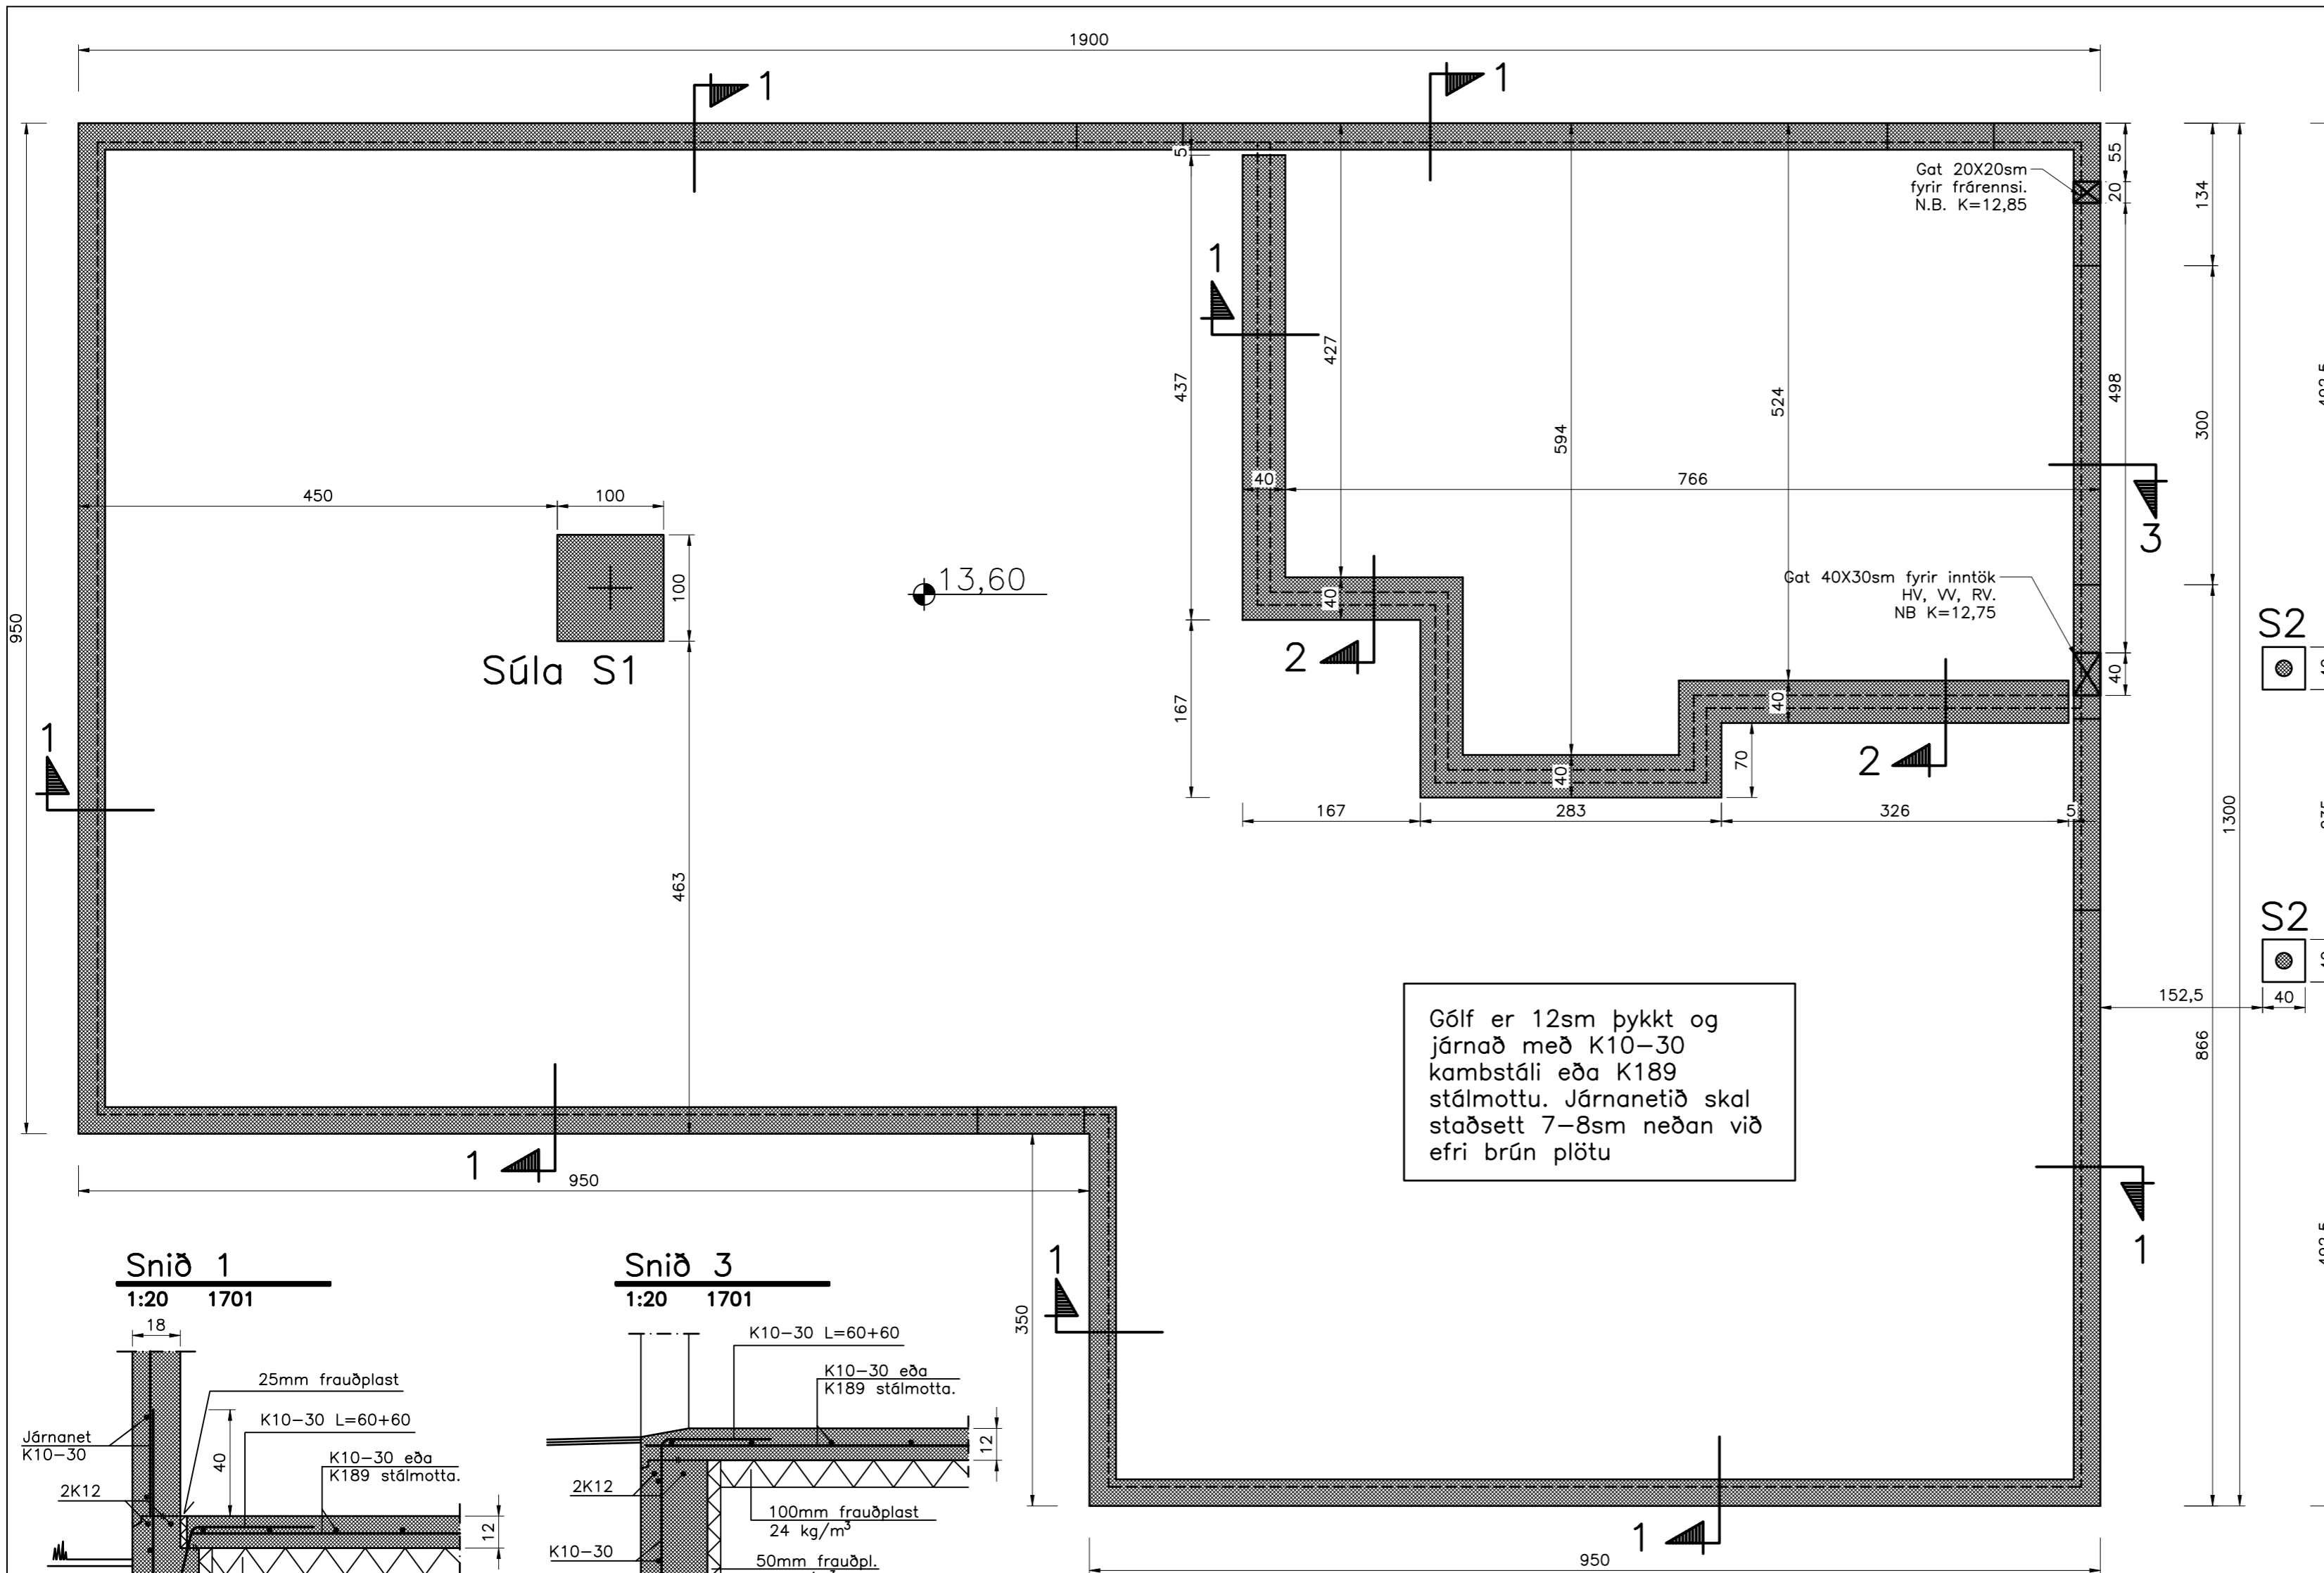 1900
1
1
950
5
55
20
134
Gat 20X20sm
fyrir frárennsi.
N.B. K=12,85
1
437
427
594
524
498
300
40
766
3
450
100
100
13,60
Súla S1
463
40
Gat 40X30sm fyrir inntök
HV, VV, RV.
NB K=12,75
40
2
167
40
40
70
2
167
283
326
5
1
1300
S2
S2
152,5
40
866
Gólf er 12sm þykkt og
járnað með K10-30
kambstáli eða K189
stálmottu. Járnanetið skal
staðsett 7-8sm neðan við
efri brún plötu
1
950
350
1
1
1
950
Snið 1
1:20 1701
18
25mm frauðplast
K10-30 L=60+60
Járnanet
K10-30
40
K10-30 eða
K189 stálmotta.
2K12
12
Snið 3
1:20 1701
K10-30 L=60+60
K10-30 eða
K189 stálmotta.
12
2K12
100mm frauðplast
24 kg/m³
K10-30
50mm frauðpl.